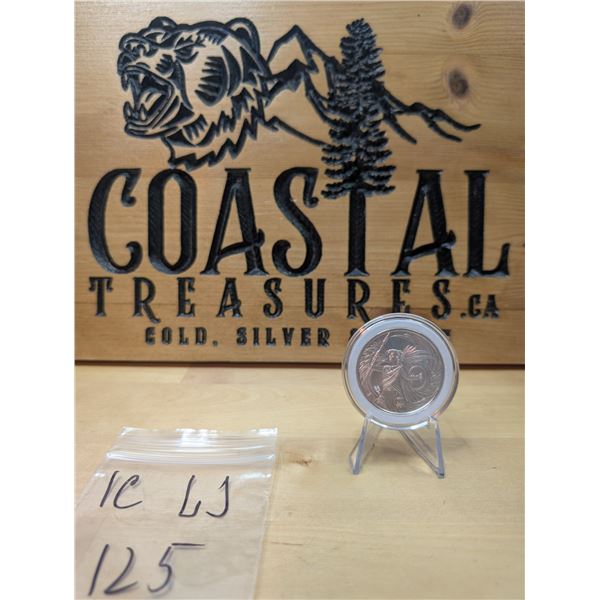 COASTAL
TREASURES.CA
GOLD. SILVER
1C LJ
125